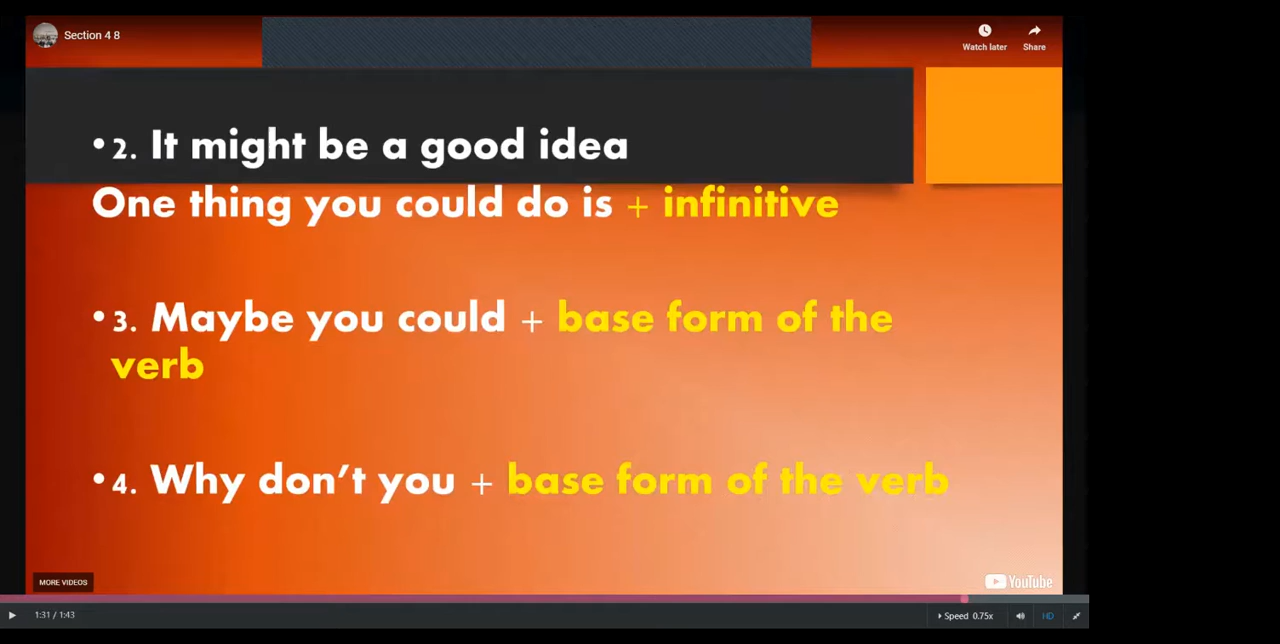 Section 4 8
Watch later
Share
• 2. It might be a good idea
One thing you could do is + infinitive
• 3. Maybe you could + base form of the
verb
• 4. Why don't you + base form of the verb
MORE VIDEOS
YouTube
1:31 / 1:43
Speed 0.75x
HD